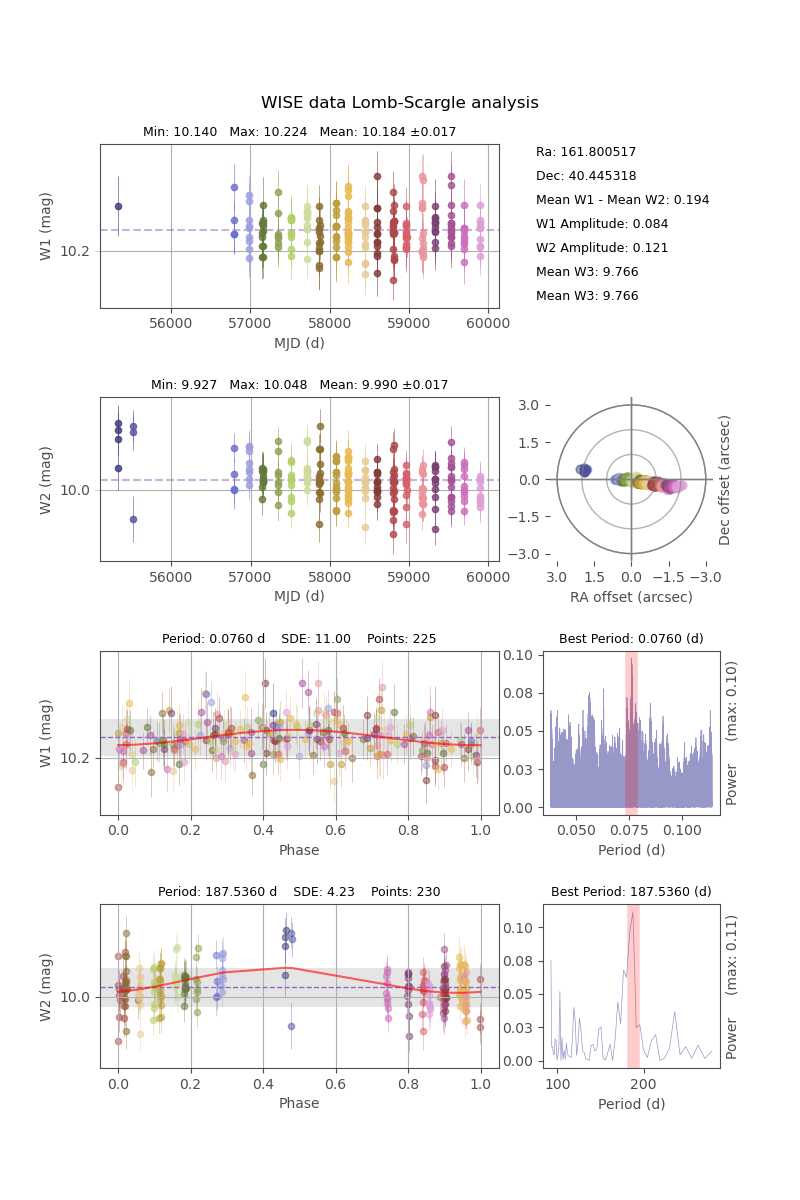 WISE data Lomb-Scargle analysis
Min: 10.140   Max: 10.224   Mean: 10.184 ±0.017
W1 (mag)
10.2
56000 57000 58000 59000 60000
MJD (d)
Ra: 161.800517
Dec: 40.445318
Mean W1 - Mean W2: 0.194
W1 Amplitude: 0.084
W2 Amplitude: 0.121
Mean W3: 9.766
Mean W3: 9.766
Min: 9.927   Max: 10.048   Mean: 9.990 ±0.017
W2 (mag)
10.0
56000 57000 58000 59000 60000
MJD (d)
3.0
1.5
0.0
−1.5
−3.0
3.0 1.5 0.0 −1.5 −3.0
RA offset (arcsec)
Dec offset (arcsec)
Period: 0.0760 d    SDE: 11.00    Points: 225
W1 (mag)
10.2
0.0 0.2 0.4 0.6 0.8 1.0
Phase
Best Period: 0.0760 (d)
0.10
0.08
0.05
0.03
0.00
0.050 0.075 0.100
Period (d)
Power    (max: 0.10)
Period: 187.5360 d    SDE: 4.23    Points: 230
W2 (mag)
10.0
0.0 0.2 0.4 0.6 0.8 1.0
Phase
Best Period: 187.5360 (d)
0.10
0.08
0.05
0.03
0.00
100 200
Period (d)
Power    (max: 0.11)